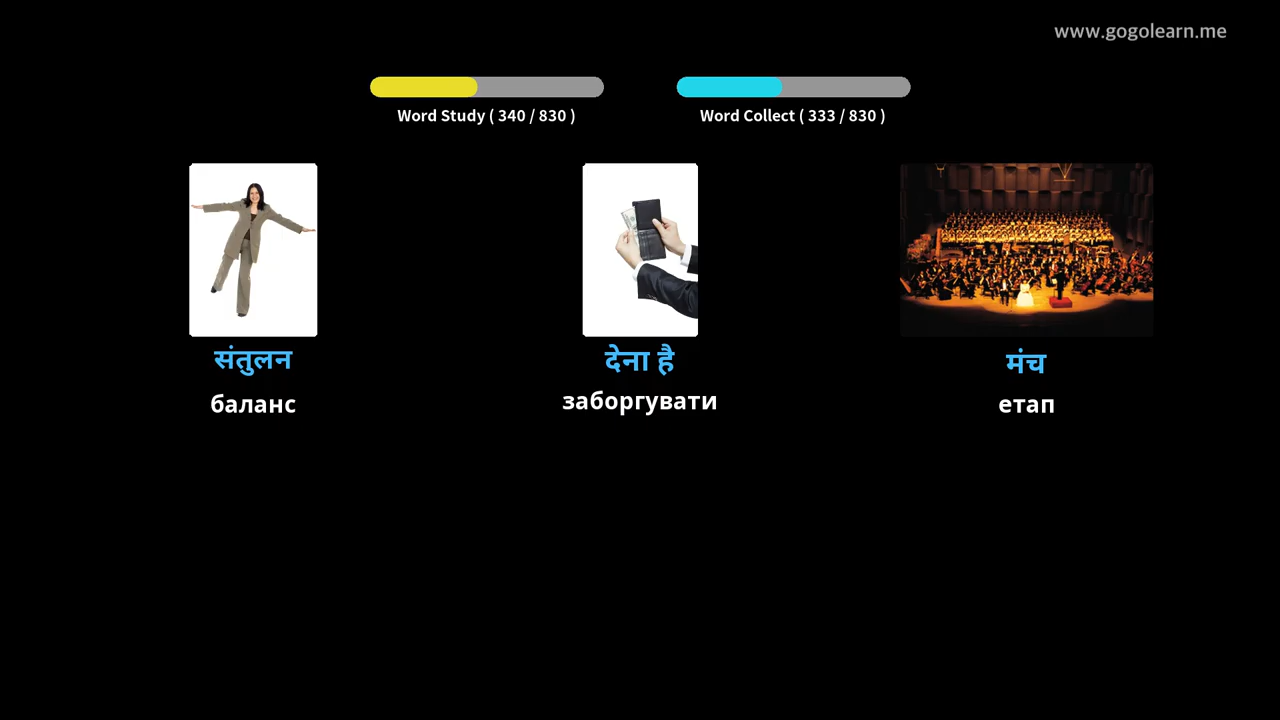 www.gogolearn.me
Word Study ( 340 / 830 )
Word Collect ( 333 / 830 )
संतुलन
баланс
देना है
заборгувати
मंच
етап